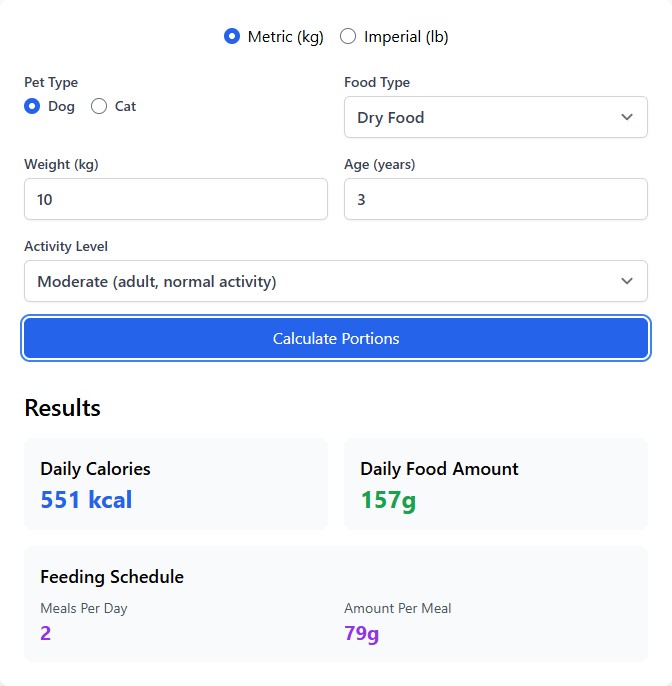 Metric (kg) Imperial (lb)
Pet Type Food Type
Dog Cat Dry Food
Weight (kg) Age (years)
10 3
Activity Level
Moderate (adult, normal activity)
Calculate Portions
Results
Daily Calories Daily Food Amount
551 kcal 157g
Feeding Schedule
Meals Per Day Amount Per Meal
2 79g